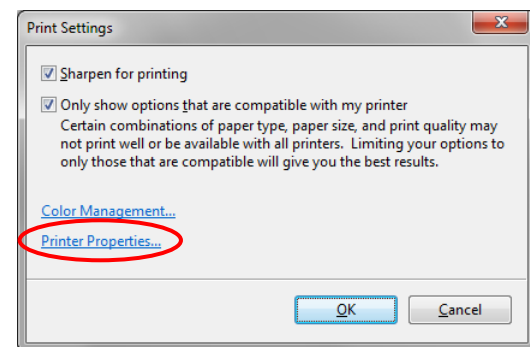 Print Settings
Sharpen for printing
Only show options that are compatible with my printer
Certain combinations of paper type, paper size, and print quality may
not print well or be available with all printers. Limiting your options to
only those that are compatible will give you the best results.
Color Management...
Printer Properties...
OK
Cancel